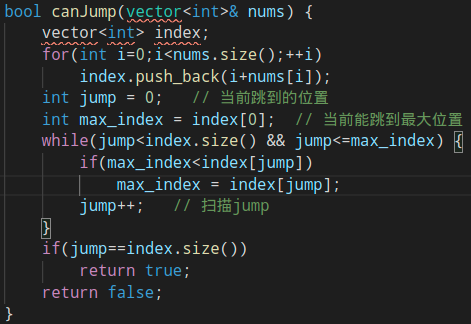 bool canJump(vector<int>& nums) {
    vector<int> index;
    for(int i=0;i<nums.size();++i)
        index.push_back(i+nums[i]);
    int jump = 0;   // 当前跳到的位置
    int max_index = index[0];  // 当前能跳到最大位置
    while(jump<index.size() && jump<=max_index) {
        if(max_index<index[jump])
            max_index = index[jump];
        jump++;   // 扫描jump
    }
    if(jump==index.size())
        return true;
    return false;
}